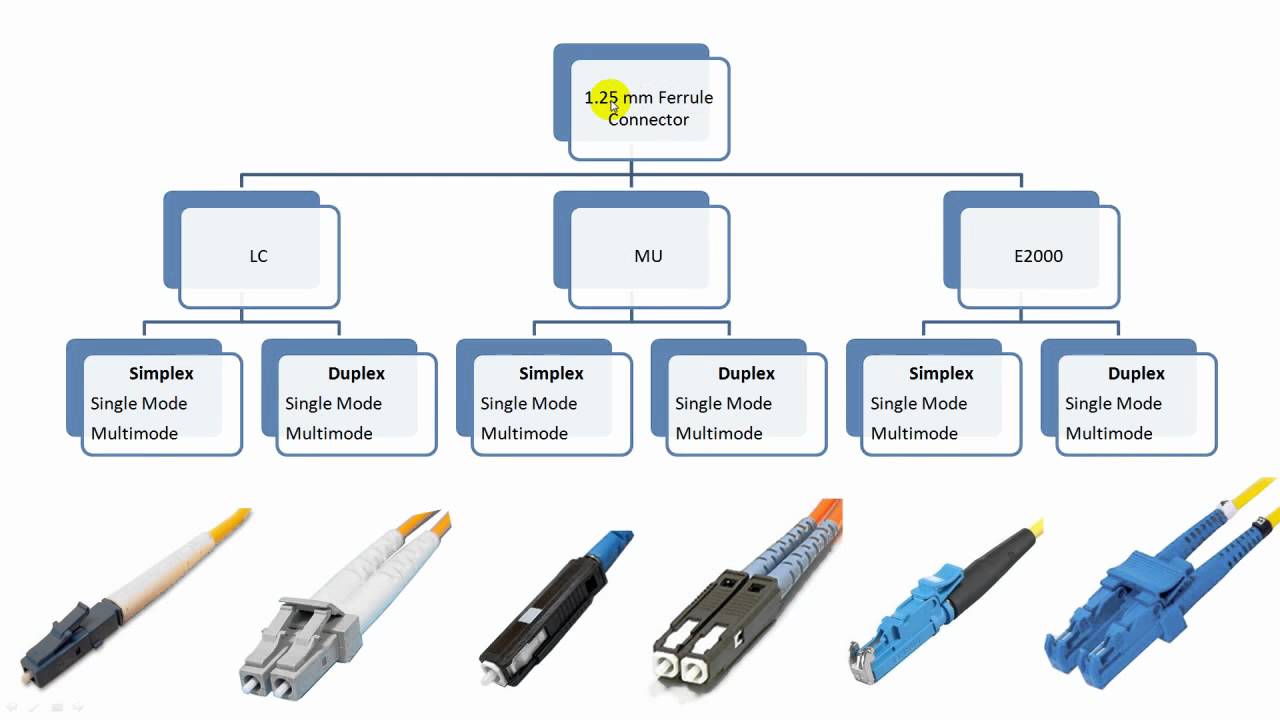 1.25 mm Ferrule
Connector
LC
MU
E2000
Simplex
Single Mode
Multimode
Duplex
Single Mode
Multimode
Simplex
Single Mode
Multimode
Duplex
Single Mode
Multimode
Simplex
Single Mode
Multimode
Duplex
Single Mode
Multimode